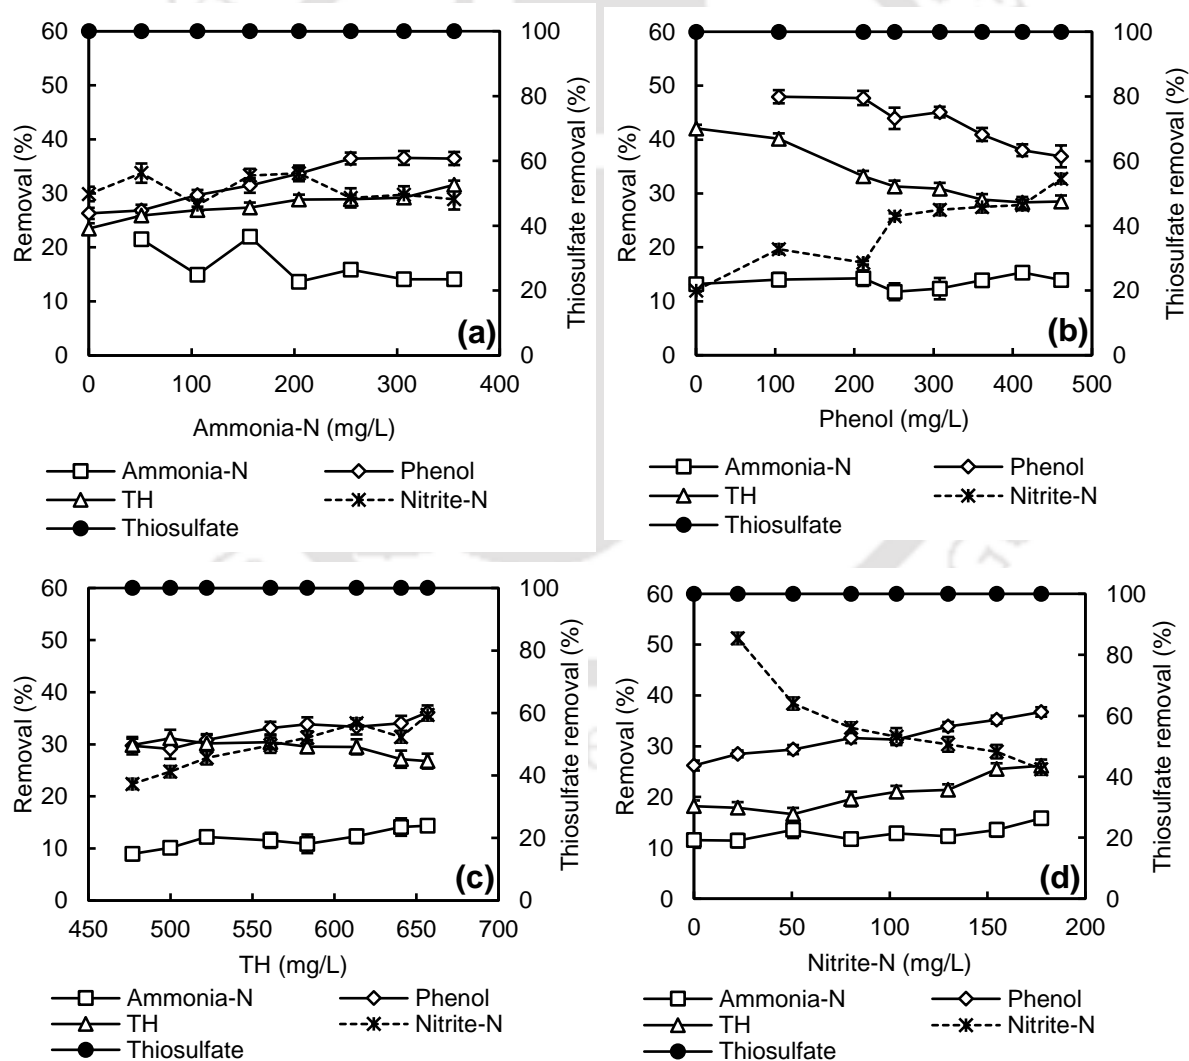 60
50
40
30
20
10
0
Removal (%)
100
80
60
40
20
0
Thiosulfate removal (%)
(a)
0 100 200 300 400
Ammonia-N (mg/L)
Ammonia-N Phenol
TH Nitrite-N
Thiosulfate
60
50
40
30
20
10
0
Removal (%)
100
80
60
40
20
0
Thiosulfate removal (%)
(b)
0 100 200 300 400 500
Phenol (mg/L)
Ammonia-N Phenol
TH Nitrite-N
Thiosulfate
60
50
40
30
20
10
0
Removal (%)
100
80
60
40
20
0
Thiosulfate removal (%)
(c)
450 500 550 600 650 700
TH (mg/L)
Ammonia-N Phenol
TH Nitrite-N
Thiosulfate
60
50
40
30
20
10
0
Removal (%)
100
80
60
40
20
0
Thiosulfate removal (%)
(d)
0 50 100 150 200
Nitrite-N (mg/L)
Ammonia-N Phenol
TH Nitrite-N
Thiosulfate